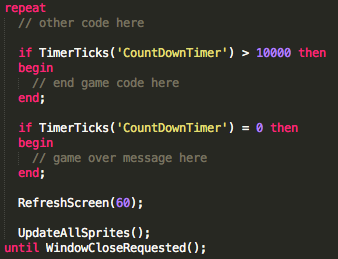 repeat
// other code here
if TimerTicks('CountDownTimer') > 10000 then
begin
// end game code here
end;
if TimerTicks('CountDownTimer') = 0 then
begin
// game over message here
end;
RefreshScreen(60);
UpdateAllSprites();
until WindowCloseRequested();